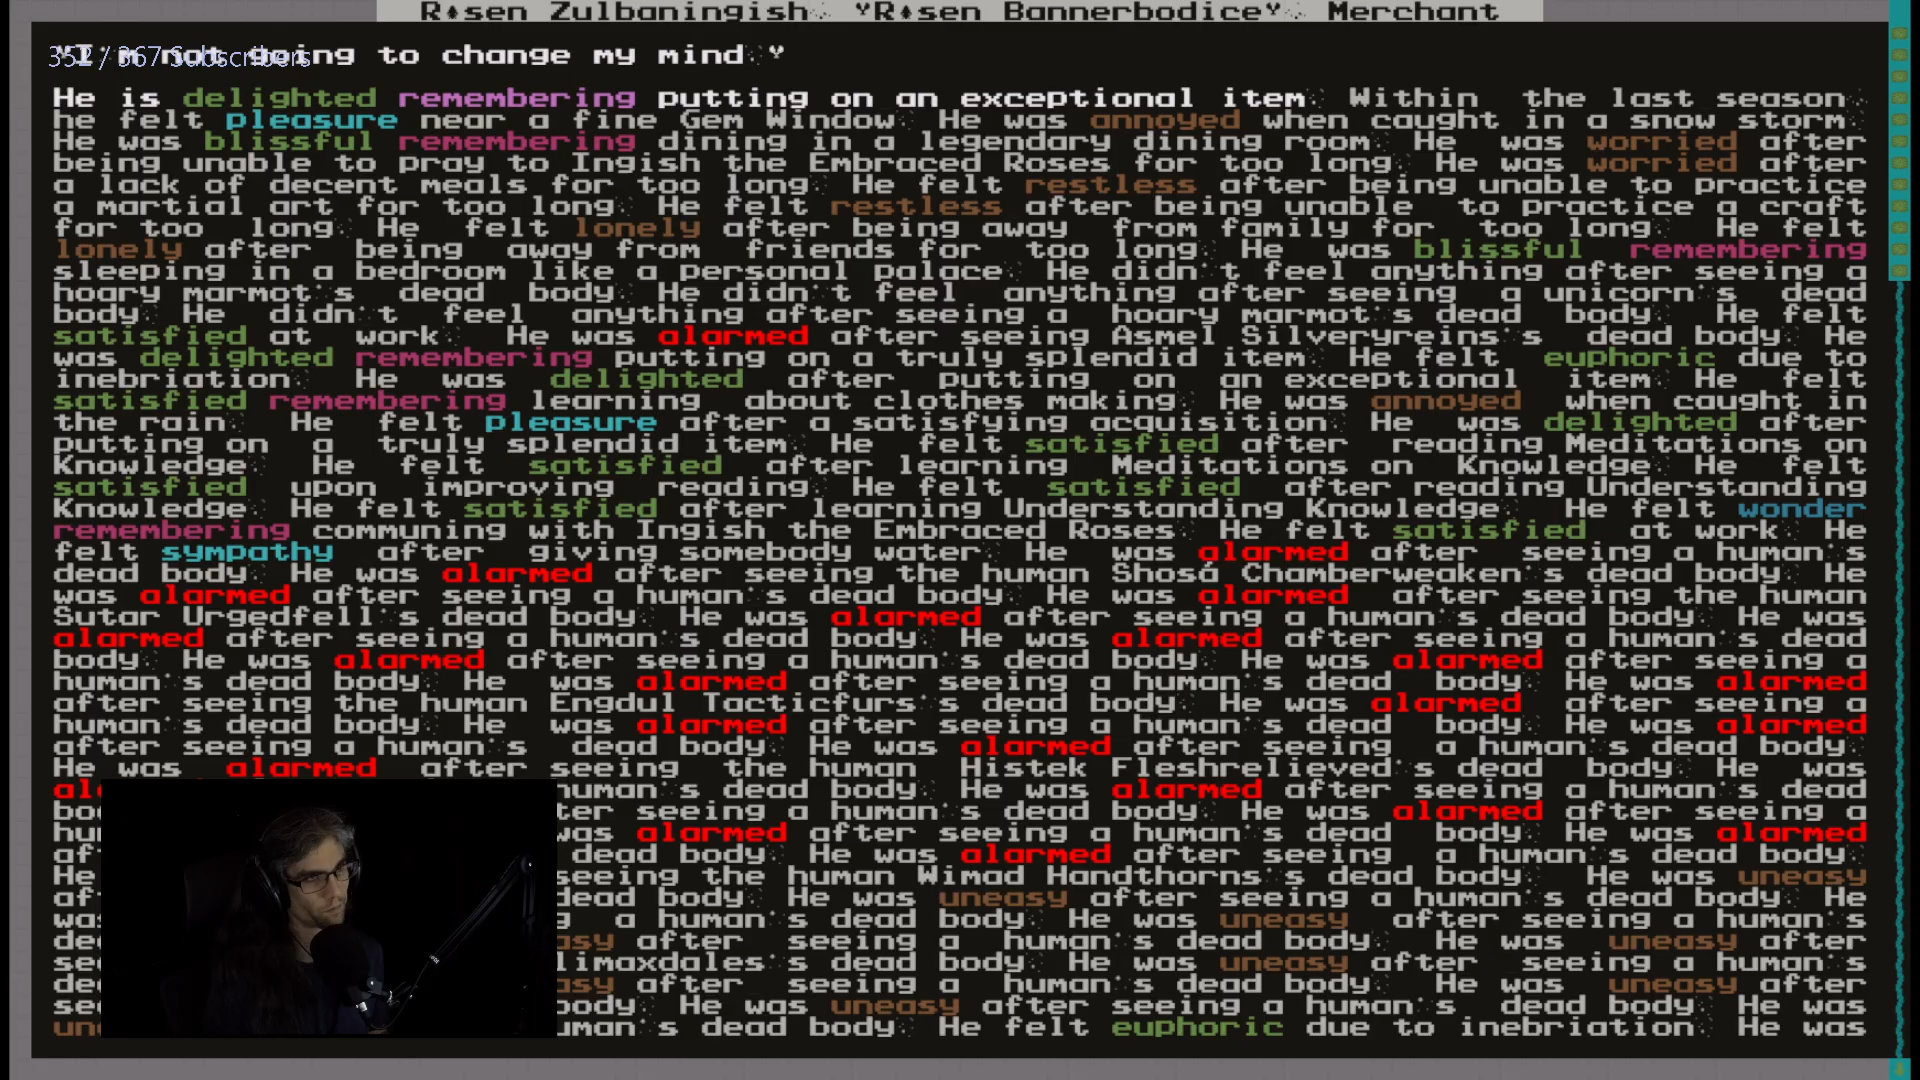 R♦sen Zulbaningish, "R♦sen Bannerbodice", Merchant
352 / 367 Subscribers
"I'm not going to change my mind."
He is delighted remembering putting on an exceptional item. Within the last season,
he felt pleasure near a fine Gem Window. He was annoyed when caught in a snow storm.
He was blissful remembering dining in a legendary dining room. He was worried after
being unable to pray to Ingish the Embraced Roses for too long. He was worried after
a lack of decent meals for too long. He felt restless after being unable to practice
a martial art for too long. He felt restless after being unable to practice a craft
for too long. He felt lonely after being away from family for too long. He felt
lonely after being away from friends for too long. He was blissful remembering
sleeping in a bedroom like a personal palace. He didn't feel anything after seeing a
hoary marmot's dead body. He didn't feel anything after seeing a unicorn's dead
body. He didn't feel anything after seeing a hoary marmot's dead body. He felt
satisfied at work. He was alarmed after seeing Asmel Silveryreins's dead body. He
was delighted remembering putting on a truly splendid item. He felt euphoric due to
inebriation. He was delighted after putting on an exceptional item. He felt
satisfied remembering learning about clothes making. He was annoyed when caught in
the rain. He felt pleasure after a satisfying acquisition. He was delighted after
putting on a truly splendid item. He felt satisfied after reading Meditations on
Knowledge. He felt satisfied after learning Meditations on Knowledge. He felt
satisfied upon improving reading. He felt satisfied after reading Understanding
Knowledge. He felt satisfied after learning Understanding Knowledge. He felt wonder
remembering communing with Ingish the Embraced Roses. He felt satisfied at work. He
felt sympathy after giving somebody water. He was alarmed after seeing a human's
dead body. He was alarmed after seeing the human Shosá Chamberweaken's dead body. He
was alarmed after seeing a human's dead body. He was alarmed after seeing the human
Sutar Urgedfell's dead body. He was alarmed after seeing a human's dead body. He was
alarmed after seeing a human's dead body. He was alarmed after seeing a human's dead
body. He was alarmed after seeing a human's dead body. He was alarmed after seeing a
human's dead body. He was alarmed after seeing a human's dead body. He was alarmed
after seeing the human Engdul Tacticfurs's dead body. He was alarmed after seeing a
human's dead body. He was alarmed after seeing a human's dead body. He was alarmed
after seeing a human's dead body. He was alarmed after seeing a human's dead body.
He was alarmed after seeing the human Histek Fleshrelieved's dead body. He was
human's dead body. He was alarmed after seeing a human's dead
seeing a human's dead body. He was alarmed after seeing a
was alarmed after seeing a human's dead body. He was alarmed
dead body. He was alarmed after seeing a human's dead body.
He seeing the human Wimad Handthorns's dead body. He was uneasy
dead body. He was uneasy after seeing a human's dead body. He
a human's dead body. He was uneasy after seeing a human's
after seeing a human's dead body. He was uneasy after
dead body. He was uneasy after seeing a human's
after seeing a human's dead body. He was uneasy after
body. He was uneasy after seeing a human's dead body. He was
dead body. He felt euphoric due to inebriation. He was